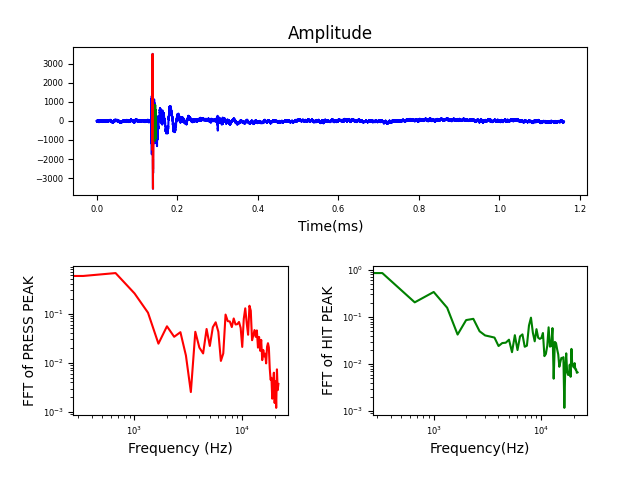 Amplitude
3000
2000
1000
0
−1000
−2000
−3000
0.0 0.2 0.4 0.6 0.8 1.0 1.2
Time(ms)
FFT of PRESS PEAK
10⁻¹
10⁻²
10⁻³
10³ 10⁴
Frequency (Hz)
FFT of HIT PEAK
10⁰
10⁻¹
10⁻²
10⁻³
10³ 10⁴
Frequency(Hz)